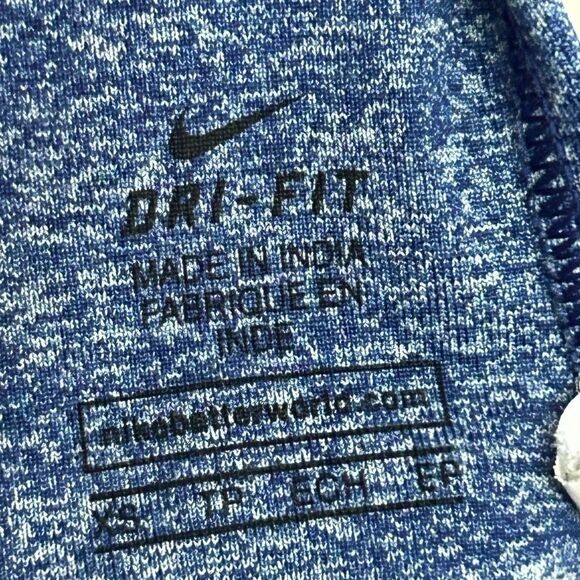 DRI-FIT
MADE IN INDIA
FABRIQUE EN
INDE
nikebetterworld.com
XS TP ECH EP